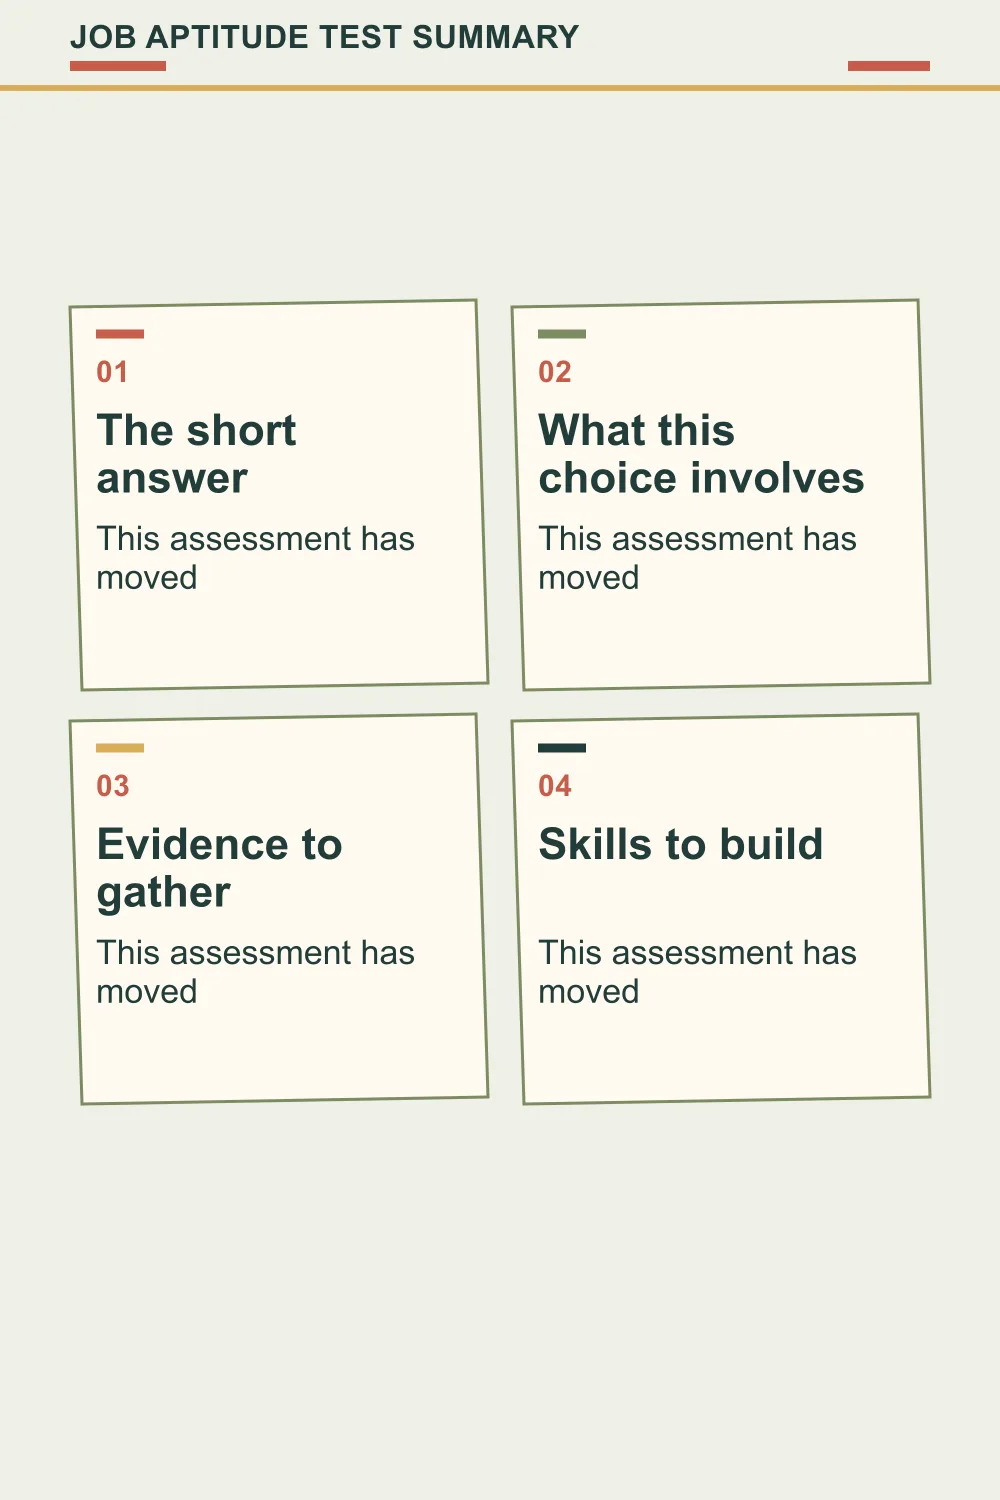 JOB APTITUDE TEST SUMMARY
01
The short
answer
This assessment has
moved
02
What this
choice involves
This assessment has
moved
03
Evidence to
gather
This assessment has
moved
04
Skills to build
This assessment has
moved